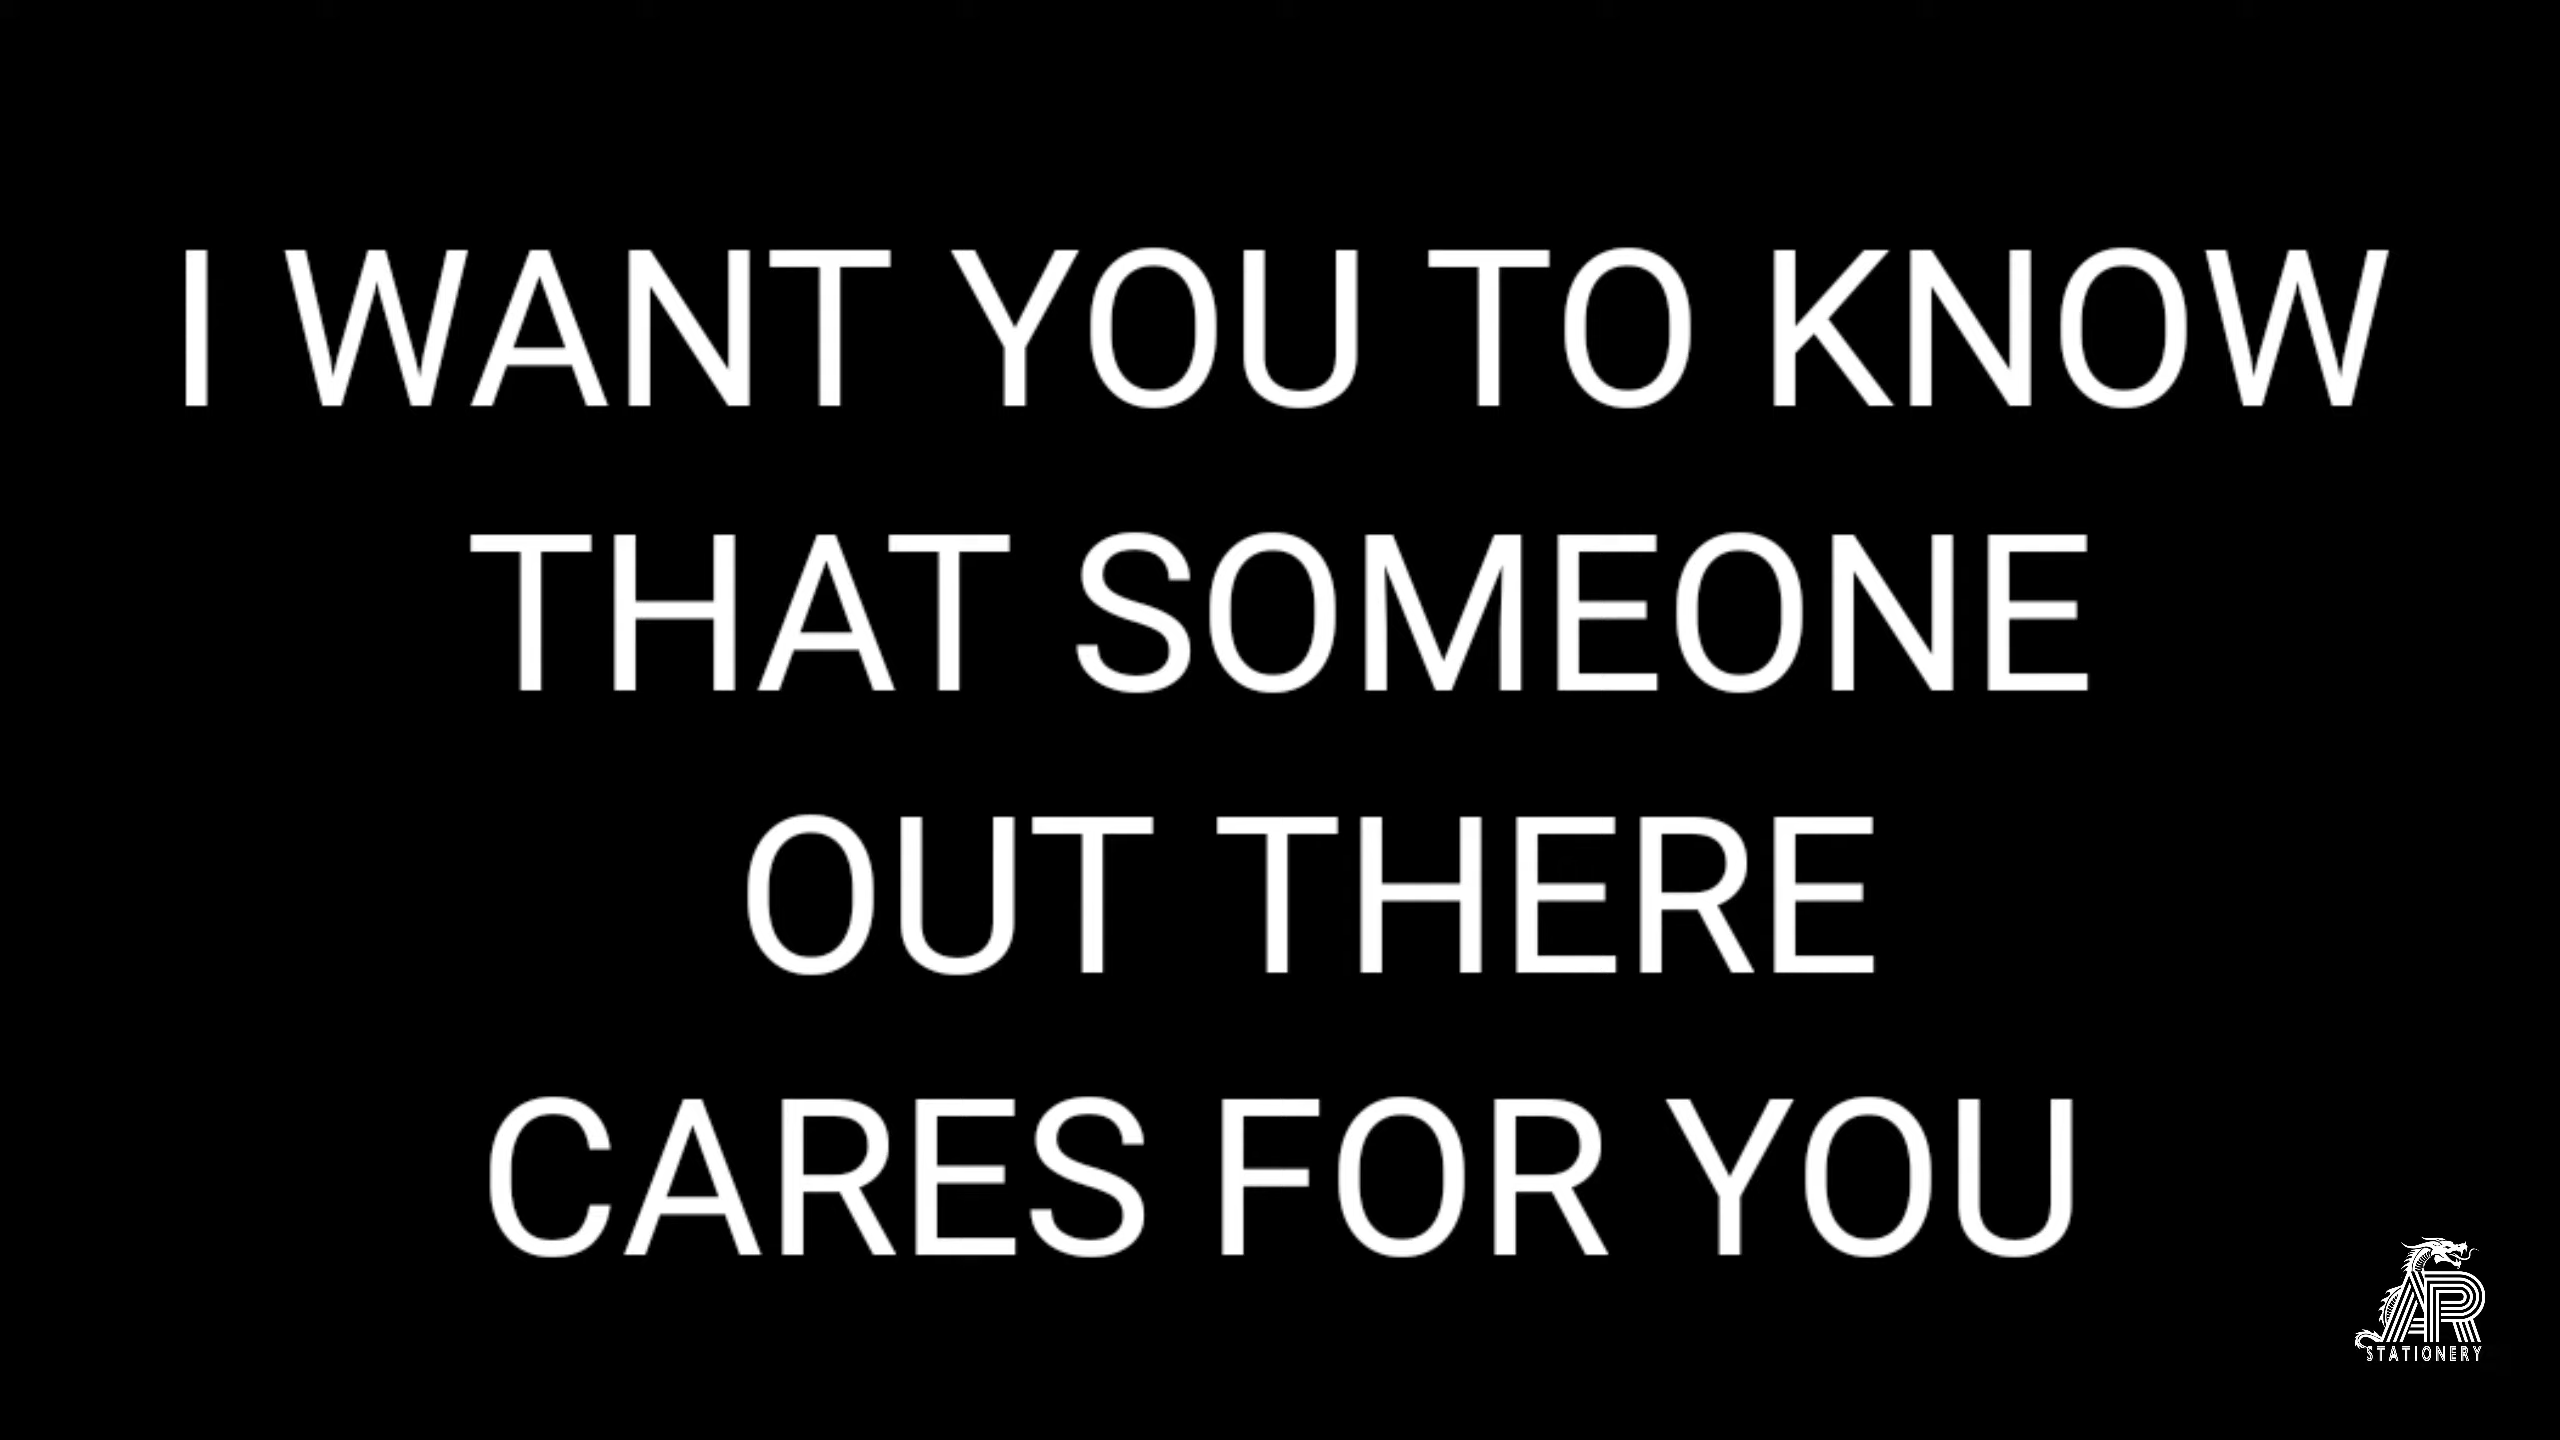 I WANT YOU TO KNOW
THAT SOMEONE
OUT THERE
CARES FOR YOU
AR
STATIONERY